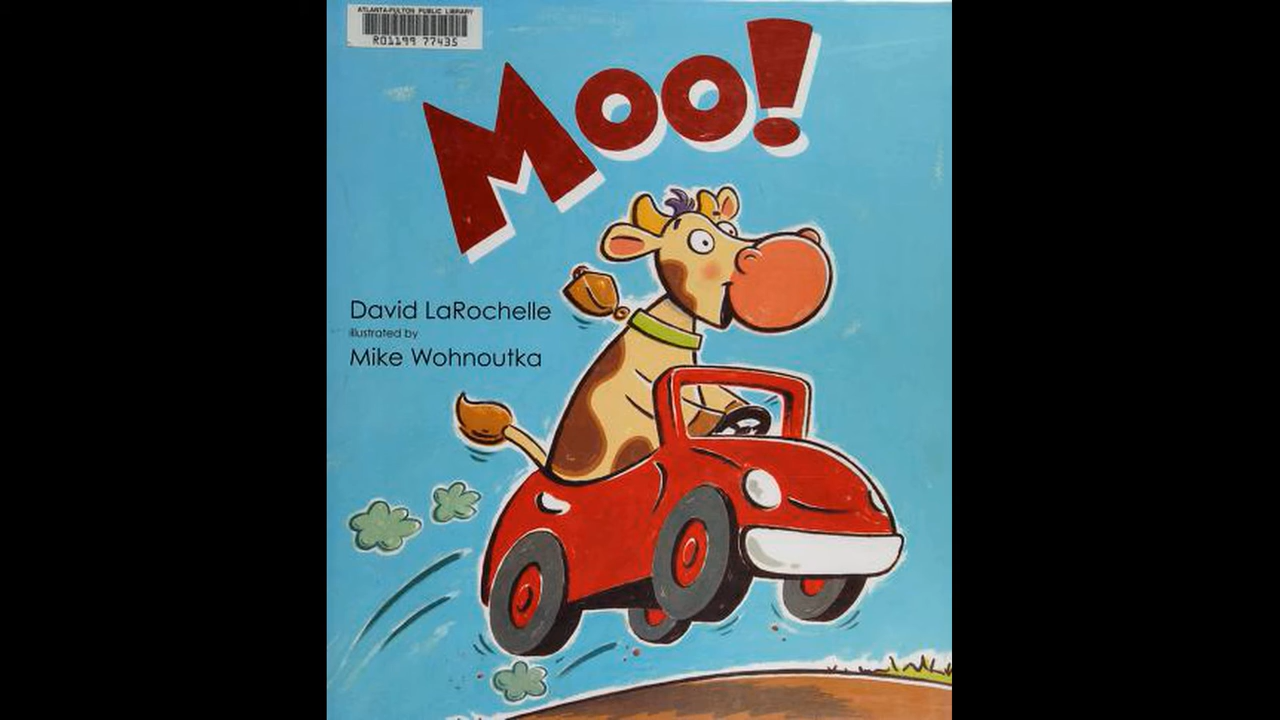 ATLANTA-FULTON PUBLIC LIBRARY
R01199 77435
Moo!
David LaRochelle
illustrated by
Mike Wohnoutka